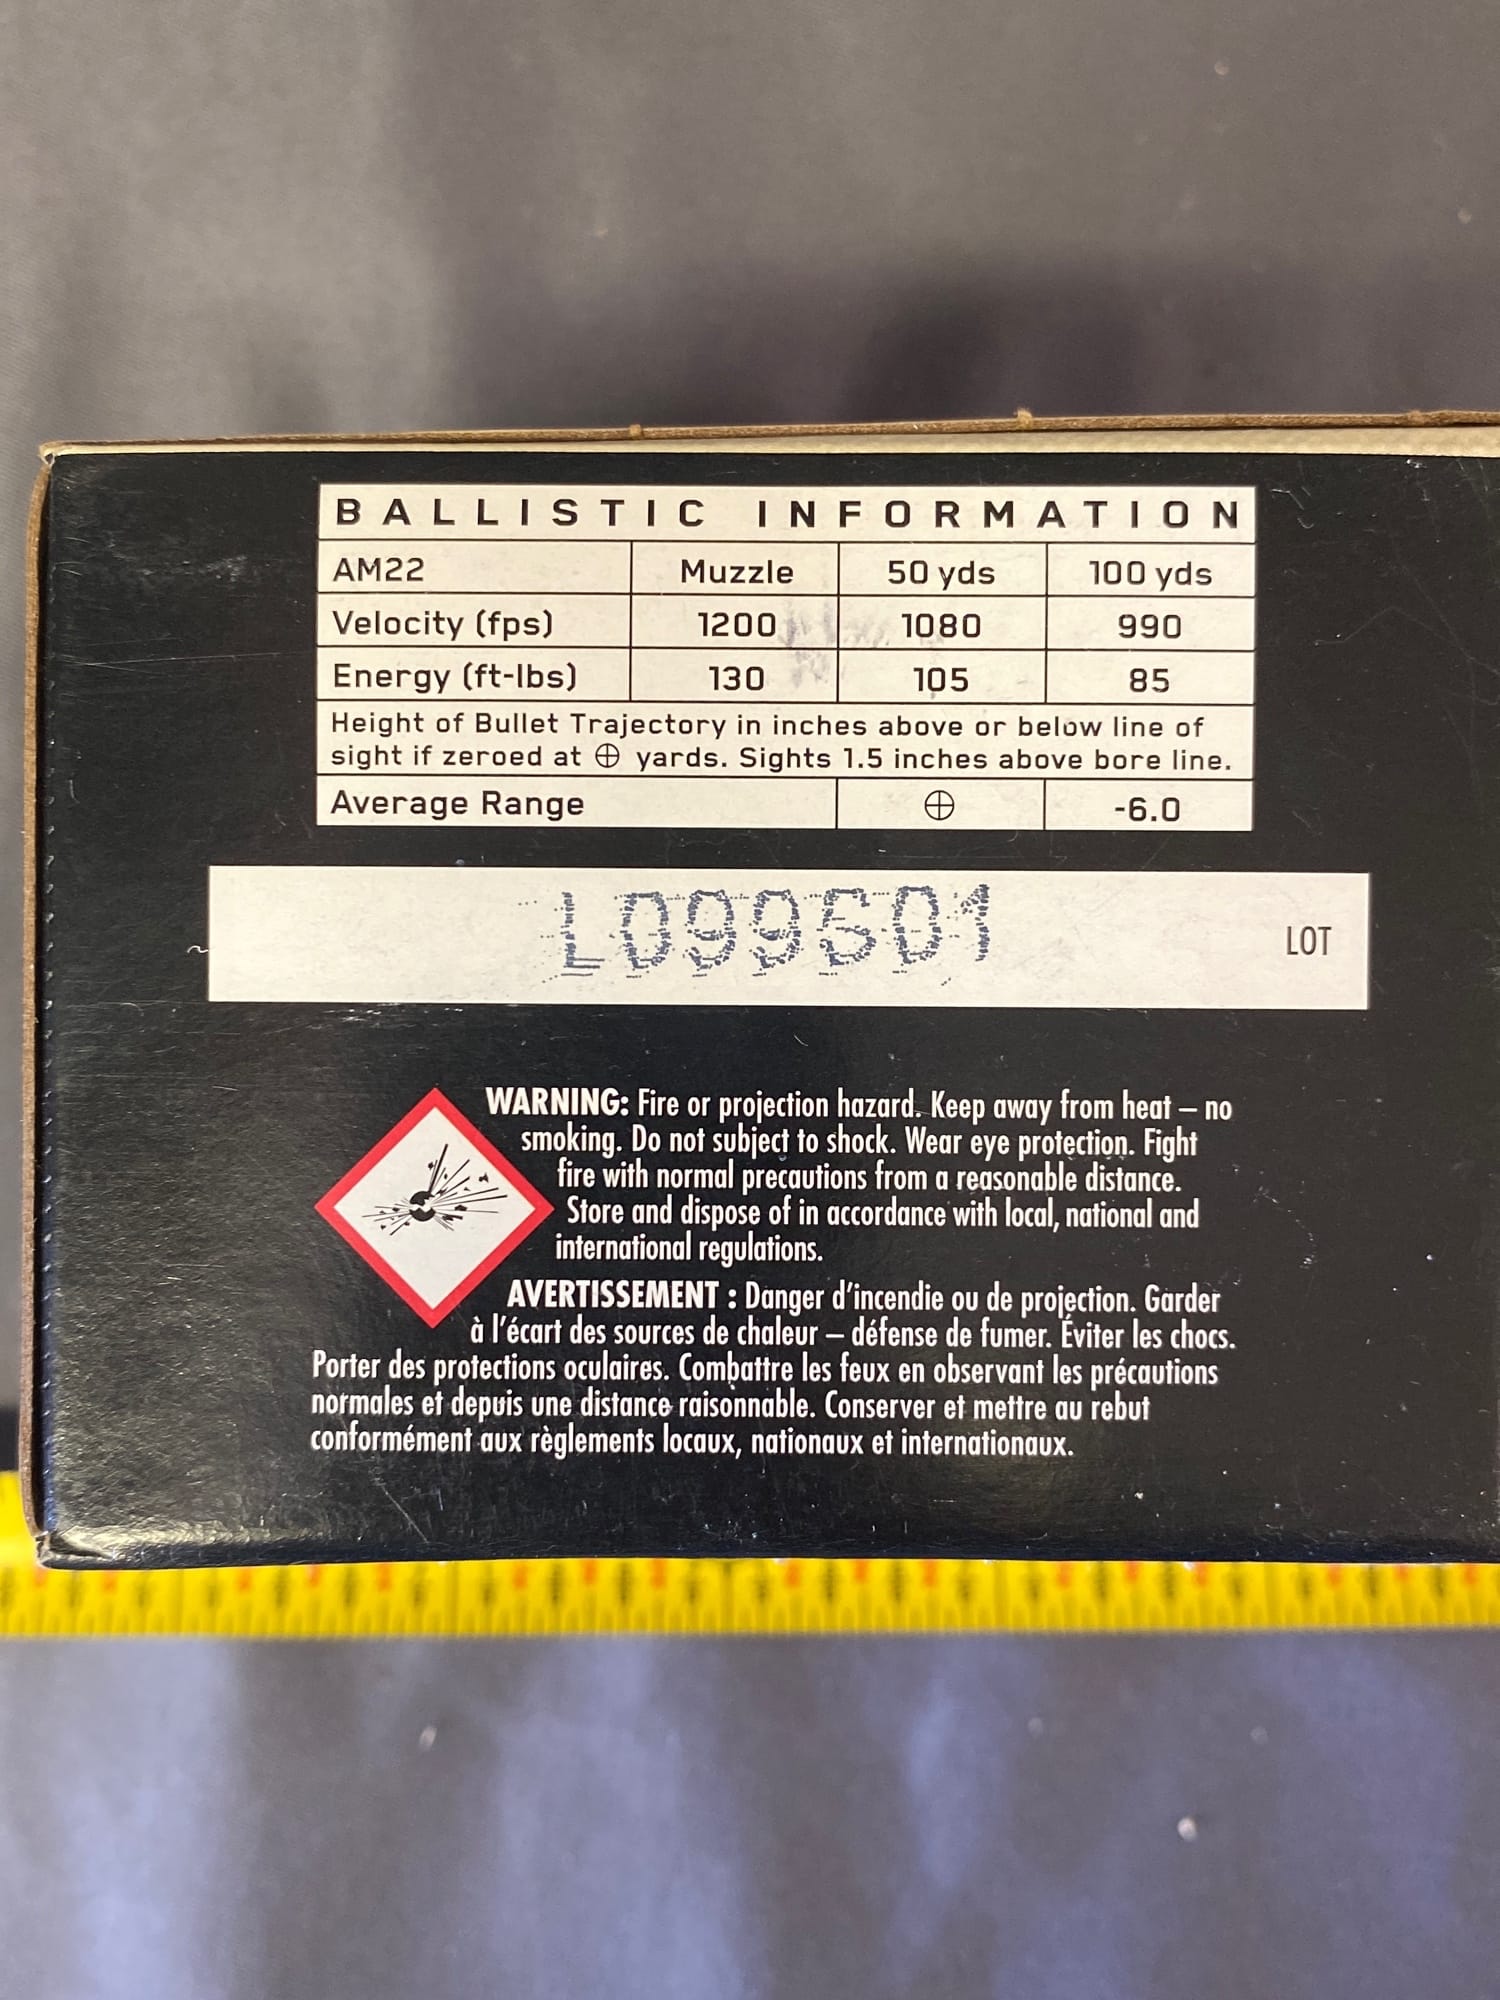 BALLISTIC INFORMATION
AM22 Muzzle 50 yds 100 yds
Velocity (fps) 1200 1080 990
Energy (ft-lbs) 130 105 85
Height of Bullet Trajectory in inches above or below line of
sight if zeroed at ⊕ yards. Sights 1.5 inches above bore line.
Average Range ⊕ -6.0
L099S01 LOT
WARNING: Fire or projection hazard. Keep away from heat – no
smoking. Do not subject to shock. Wear eye protection. Fight
fire with normal precautions from a reasonable distance.
Store and dispose of in accordance with local, national and
international regulations.
AVERTISSEMENT : Danger d'incendie ou de projection. Garder
à l'écart des sources de chaleur – défense de fumer. Éviter les chocs.
Porter des protections oculaires. Combattre les feux en observant les précautions
normales et depuis une distance raisonnable. Conserver et mettre au rebut
conformément aux règlements locaux, nationaux et internationaux.